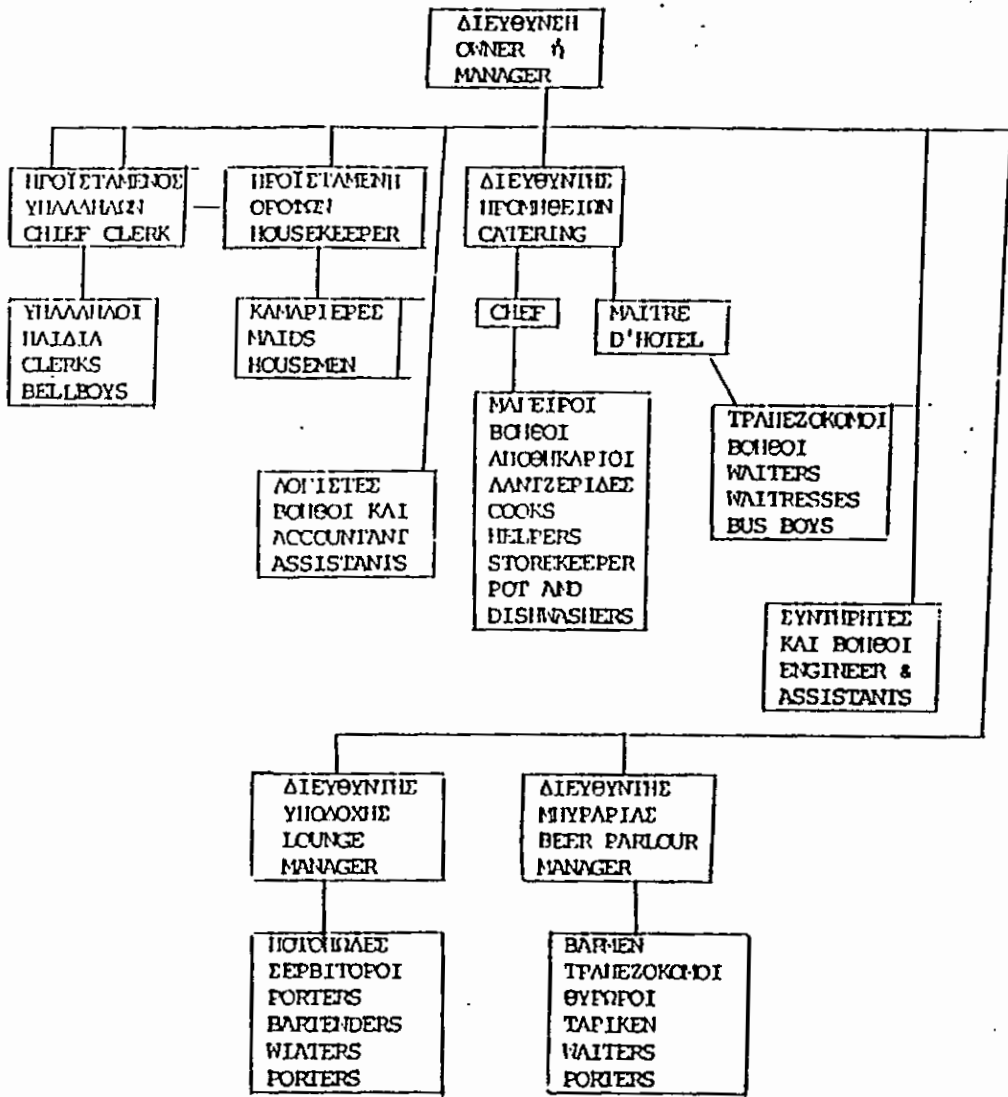 ΔΙΕΥΘΥΝΣΗ
OWNER ή
MANAGER
ΠΡΟΪΣΤΑΜΕΝΟΣ
ΥΠΑΛΛΗΛΩΝ
CHIEF CLERK
ΠΡΟΪΣΤΑΜΕΝΗ
ΟΡΟΦΩΝ
HOUSEKEEPER
ΔΙΕΥΘΥΝΤΗΣ
ΠΡΟΜΗΘΕΙΩΝ
CATERING
ΥΠΑΛΛΗΛΟΙ
ΠΑΙΔΙΑ
CLERKS
BELLBOYS
ΚΑΜΑΡΙΕΡΕΣ
MAIDS
HOUSEMEN
CHEF
MAITRE
D'HOTEL
ΜΑΓΕΙΡΟΙ
ΒΟΗΘΟΙ
ΑΠΟΘΗΚΑΡΙΟΙ
ΛΑΝΤΖΕΡΙΔΕΣ
COOKS
HELPERS
STOREKEEPER
POT AND
DISHWASHERS
ΤΡΑΠΕΖΟΚΟΜΟΙ
ΒΟΗΘΟΙ
WAITERS
WAITRESSES
BUS BOYS
ΛΟΓΙΣΤΕΣ
ΒΟΗΘΟΙ ΚΑΙ
ACCOUNTANT
ASSISTANTS
ΣΥΝΤΗΡΗΤΕΣ
ΚΑΙ ΒΟΗΘΟΙ
ENGINEER &
ASSISTANTS
ΔΙΕΥΘΥΝΤΗΣ
ΥΠΟΔΟΧΗΣ
LOUNGE
MANAGER
ΔΙΕΥΘΥΝΤΗΣ
ΜΠΥΡΑΡΙΑΣ
BEER PARLOUR
MANAGER
ΠΟΤΟΠΩΛΕΣ
ΣΕΡΒΙΤΟΡΟΙ
PORTERS
BARTENDERS
WIATERS
PORTERS
BARMEN
ΤΡΑΠΕΖΟΚΟΜΟΙ
ΘΥΡΩΡΟΙ
TAPIKEN
WAITERS
PORTERS